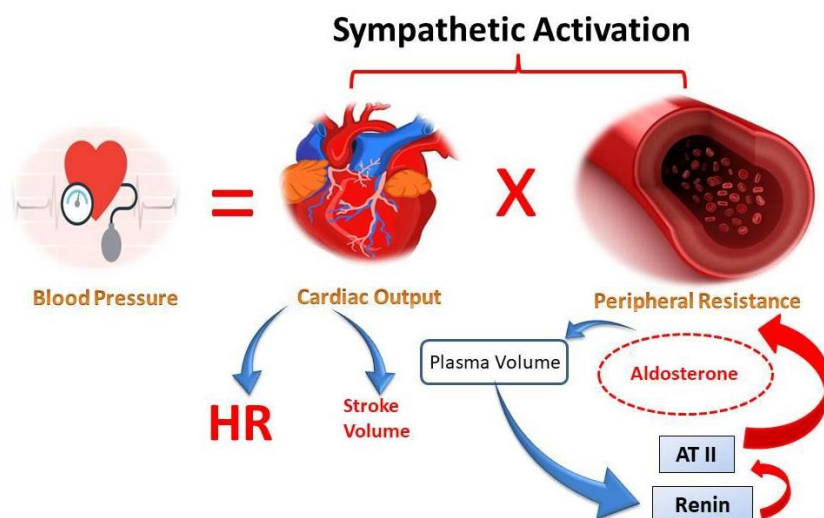 Sympathetic Activation
=
X
Blood Pressure
Cardiac Output
Peripheral Resistance
Plasma Volume
Aldosterone
HR
Stroke
Volume
AT II
Renin